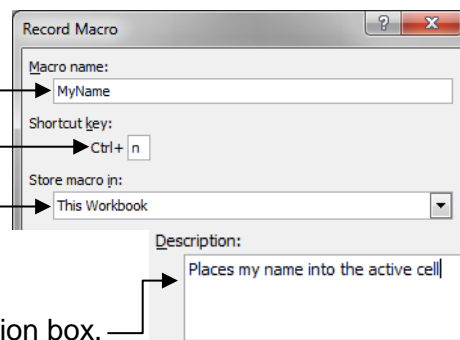 Record Macro
Macro name:
MyName
Shortcut key:
Ctrl+ n
Store macro in:
This Workbook
Description:
Places my name into the active cell
ion box.